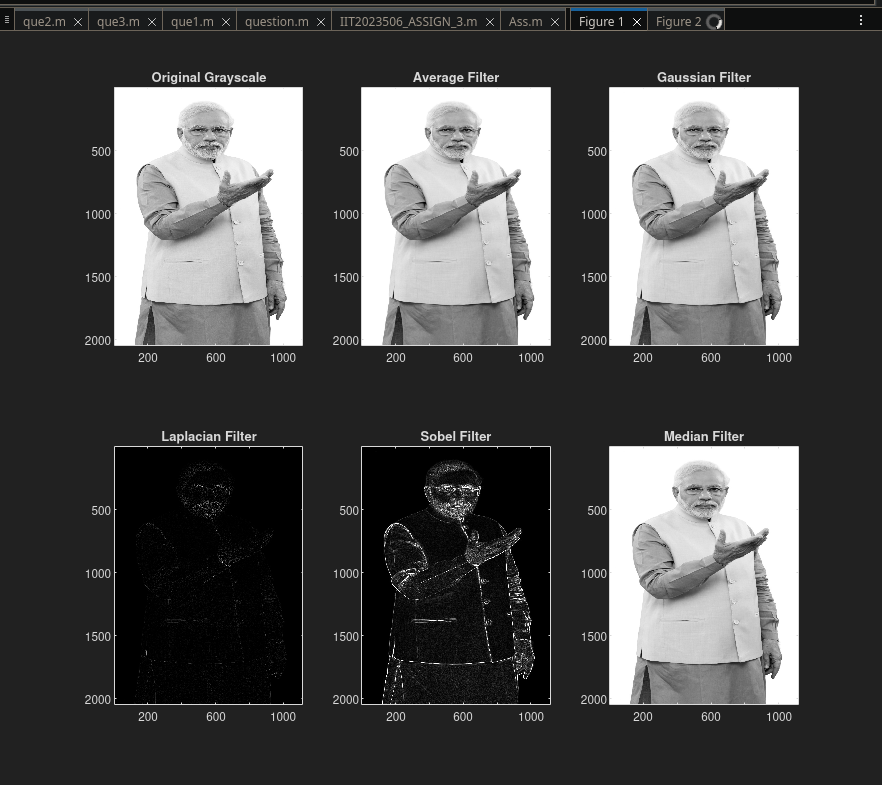 que2.m que3.m que1.m question.m IIT2023506_ASSIGN_3.m Ass.m Figure 1 Figure 2
Original Grayscale Average Filter Gaussian Filter
500 500 500
1000 1000 1000
1500 1500 1500
2000 2000 2000
200 600 1000 200 600 1000 200 600 1000
Laplacian Filter Sobel Filter Median Filter
500 500 500
1000 1000 1000
1500 1500 1500
2000 2000 2000
200 600 1000 200 600 1000 200 600 1000